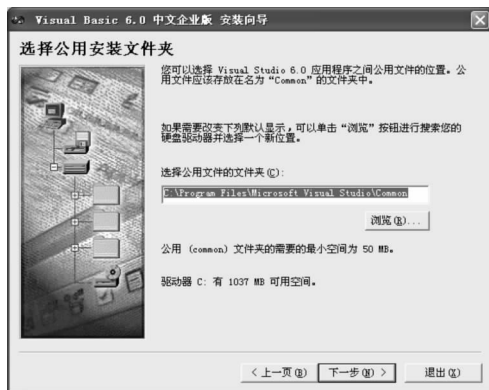 Visual Basic 6.0 中文企业版 安装向导
选择公用安装文件夹
您可以选择 Visual Studio 6.0 应用程序之间公用文件的位置。公
用文件应该存放在名为“Common”的文件夹中。
如果需要改变下列默认显示，可以单击“浏览”按钮进行搜索您的
硬盘驱动器并选择一个新位置。
选择公用文件的文件夹(C):
C:\Program Files\Microsoft Visual Studio\Common
浏览(R)...
公用 (common) 文件夹的需要的最小空间为 50 MB。
驱动器 C: 有 1037 MB 可用空间。
< 上一页(B) 下一步(N) > 退出(X)